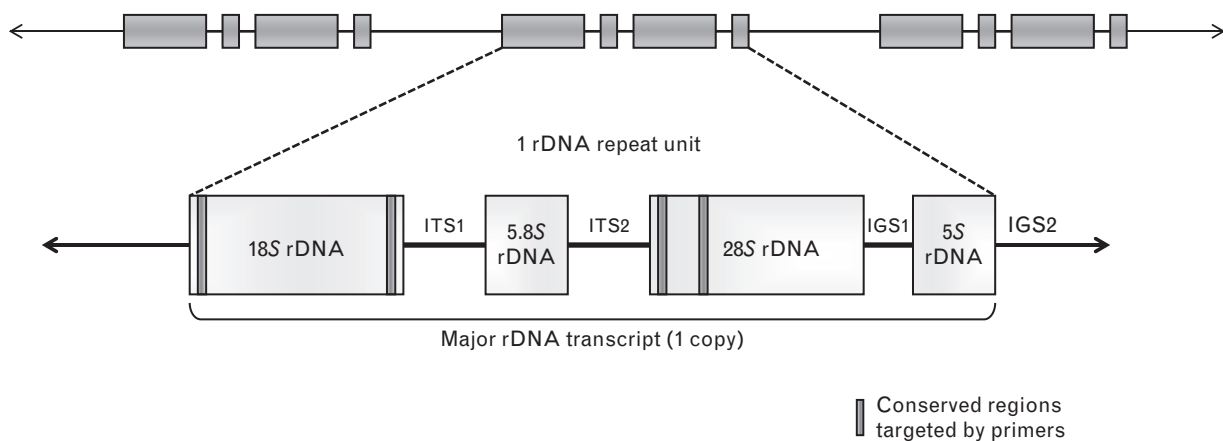 1 rDNA repeat unit
18S rDNA
ITS1
5.8S
rDNA
ITS2
28S rDNA
IGS1
5S
rDNA
IGS2
Major rDNA transcript (1 copy)
Conserved regions
targeted by primers